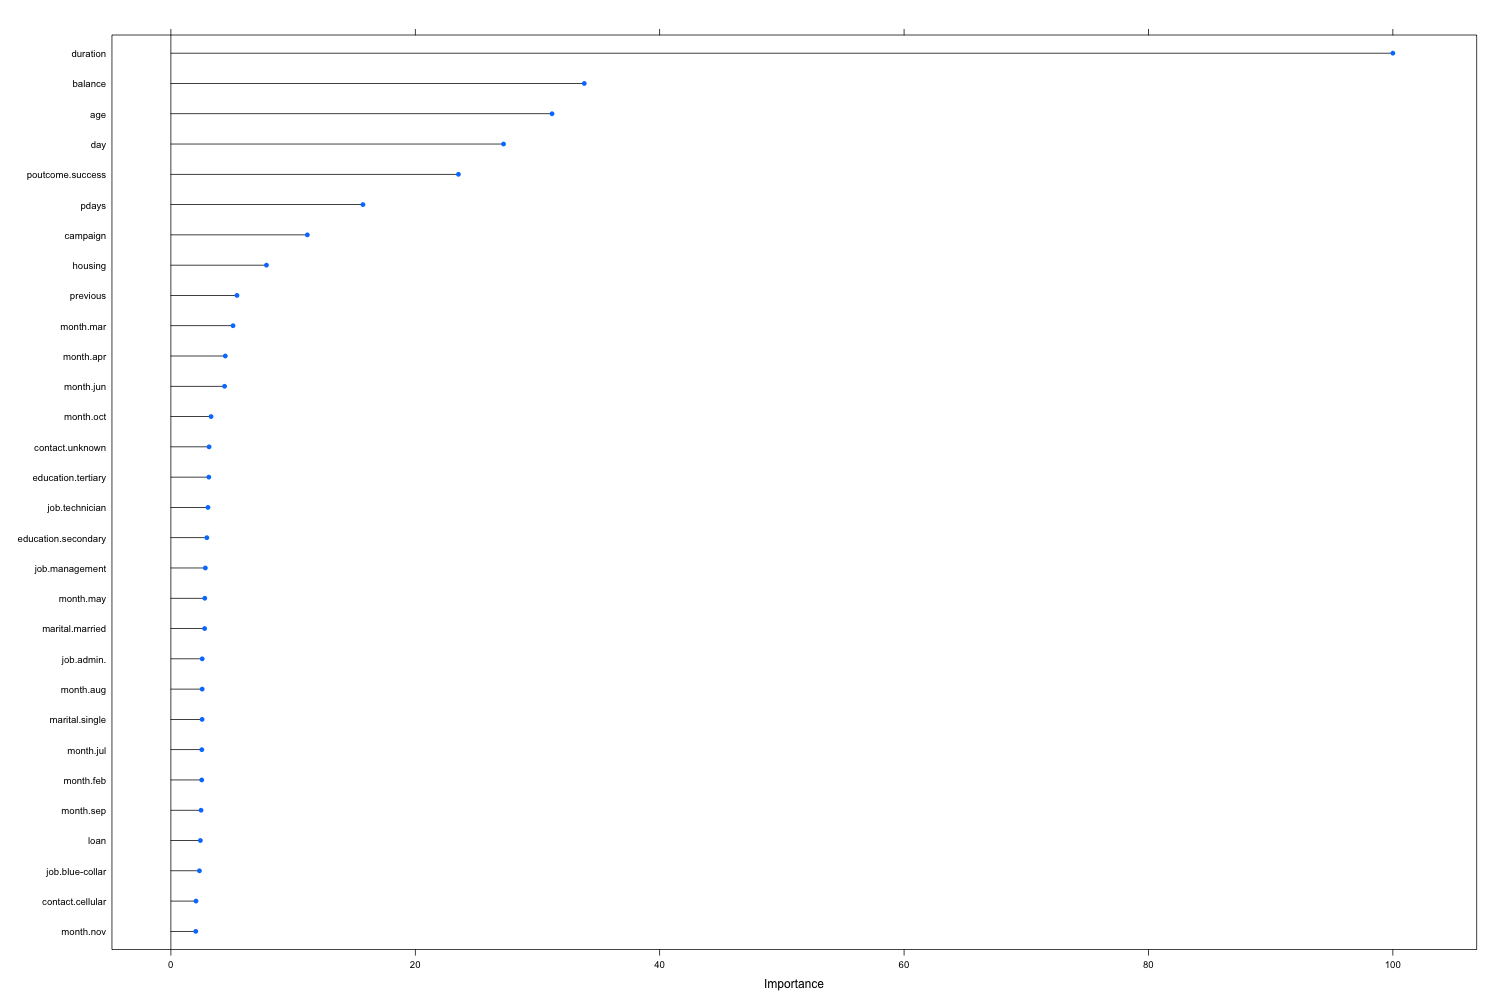 duration
balance
age
day
poutcome.success
pdays
campaign
housing
previous
month.mar
month.apr
month.jun
month.oct
contact.unknown
education.tertiary
job.technician
education.secondary
job.management
month.may
marital.married
job.admin.
month.aug
marital.single
month.jul
month.feb
month.sep
loan
job.blue-collar
contact.cellular
month.nov
0 20 40 60 80 100
Importance